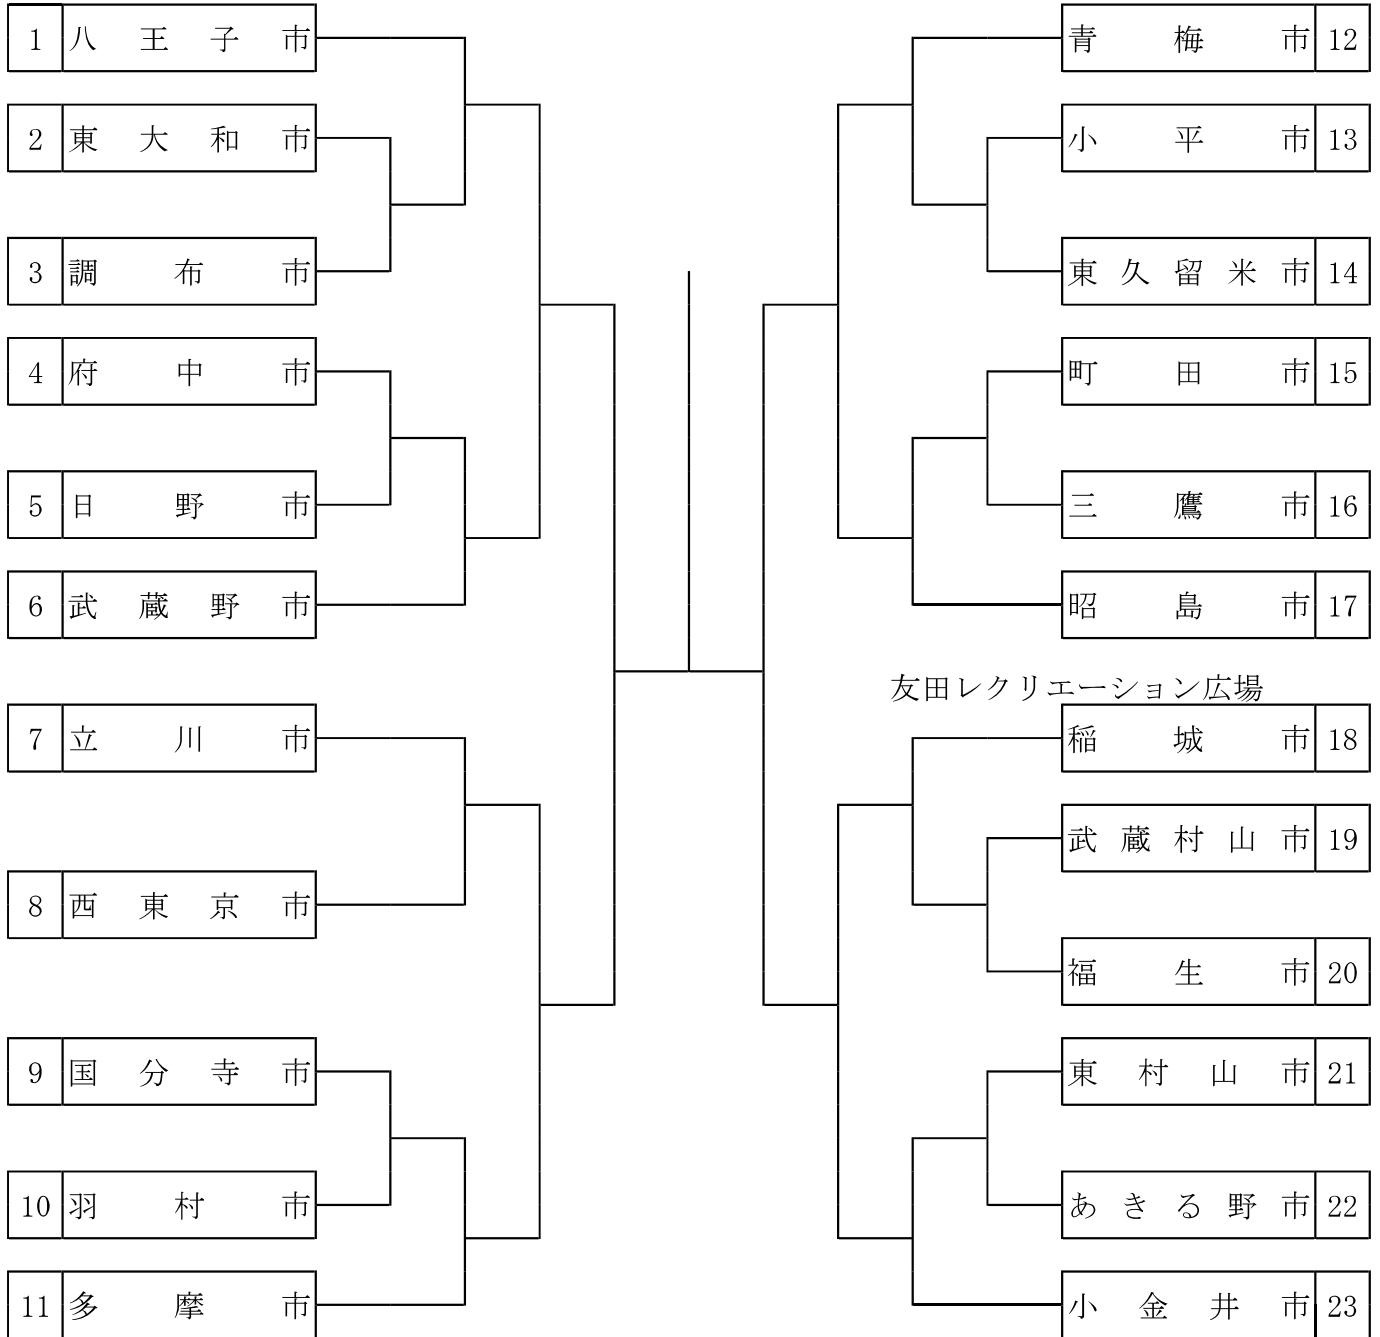 1 八王子市
2 東大和市
3 調布市
4 府中市
5 日野市
6 武蔵野市
7 立川市
8 西東京市
9 国分寺市
10 羽村市
11 多摩市
青梅市 12
小平市 13
東久留米市 14
町田市 15
三鷹市 16
昭島市 17
友田レクリエーション広場
稲城市 18
武蔵村山市 19
福生市 20
東村山市 21
あきる野市 22
小金井市 23